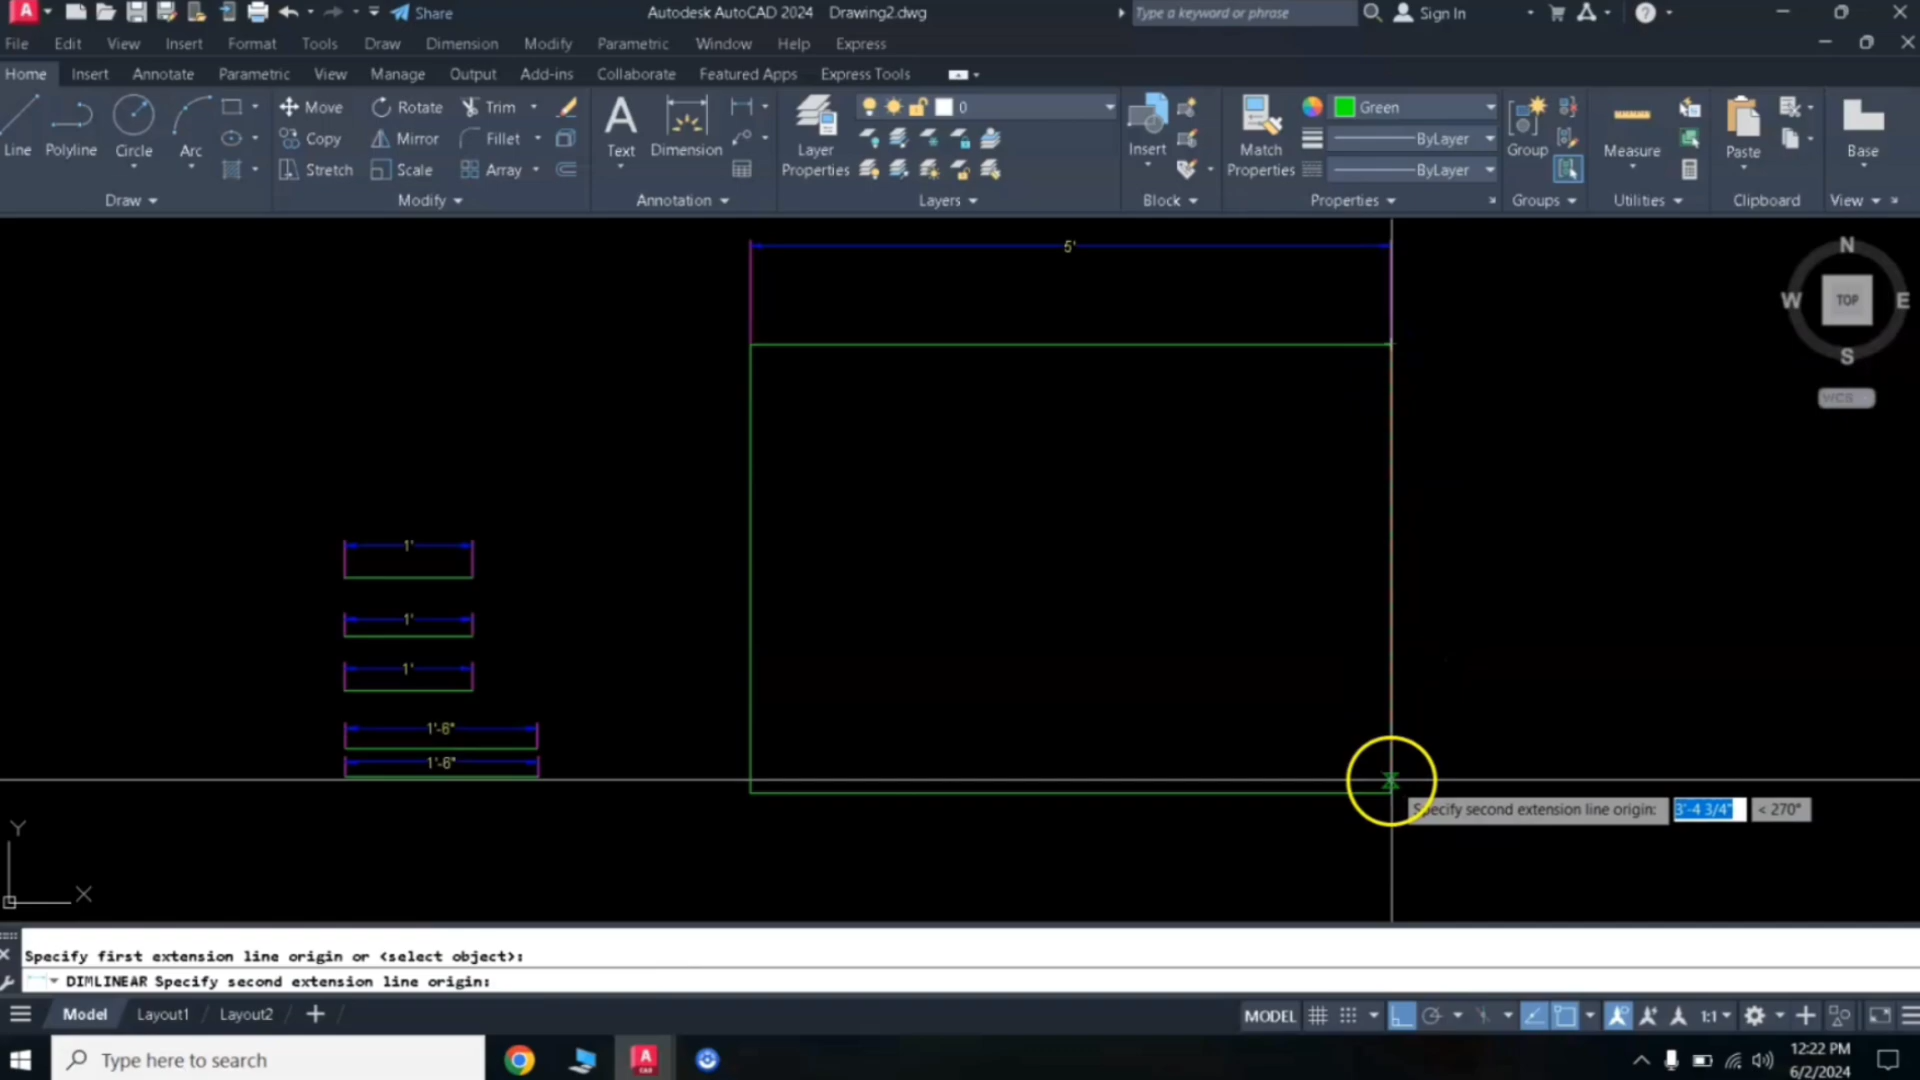 A Share Autodesk AutoCAD 2024 Drawing2.dwg Type a keyword or phrase Sign In ?
File Edit View Insert Format Tools Draw Dimension Modify Parametric Window Help Express
Home Insert Annotate Parametric View Manage Output Add-ins Collaborate Featured Apps Express Tools
Line Polyline Circle Arc
Move Rotate Trim
Copy Mirror Fillet
Stretch Scale Array
A Text Dimension
Layer Properties
0
Insert
Match Properties
Green
ByLayer
ByLayer
Group
Measure
Paste
Base
Draw Modify Annotation Layers Block Properties Groups Utilities Clipboard View
5'
N
W TOP E
S
WCS
1'
1'
1'
1'-6"
1'-6"
Specify second extension line origin: 3'-4 3/4" < 270°
Y
X
Specify first extension line origin or <select object>:
DIMLINEAR Specify second extension line origin:
Model Layout1 Layout2 +
MODEL 1:1
Type here to search
A
CAD
12:22 PM
6/2/2024